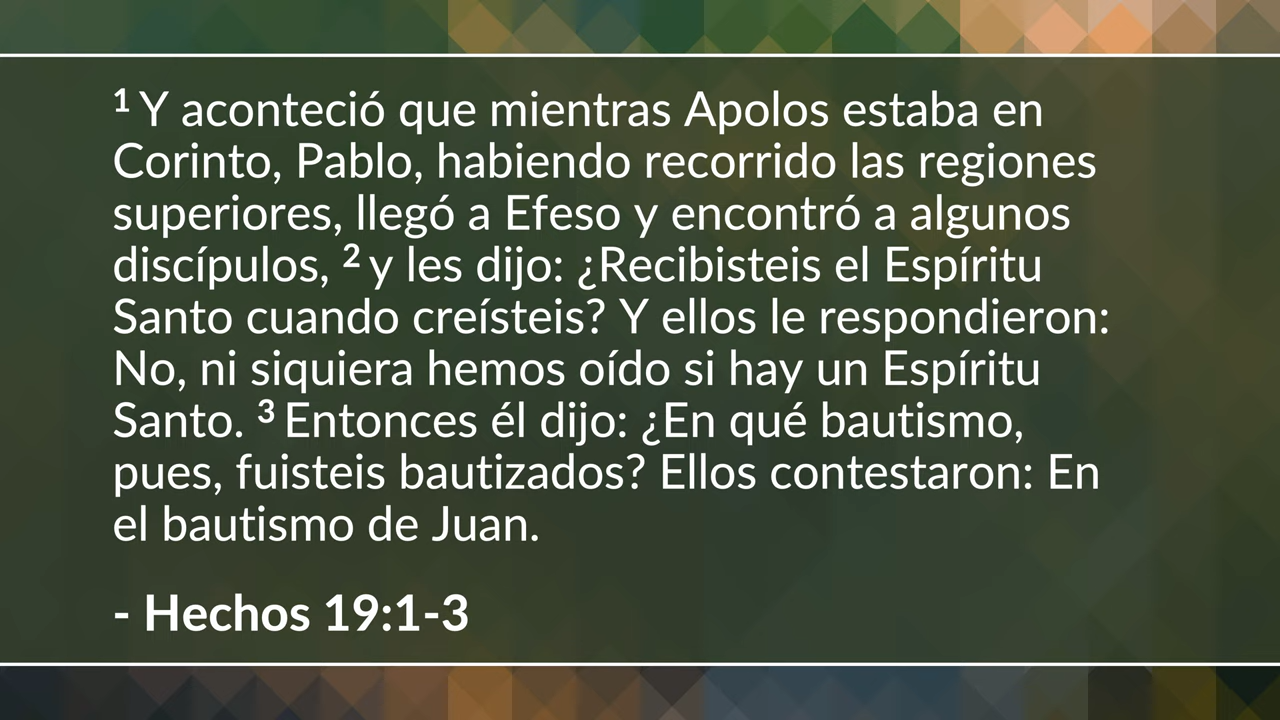 1 Y aconteció que mientras Apolos estaba en
Corinto, Pablo, habiendo recorrido las regiones
superiores, llegó a Efeso y encontró a algunos
discípulos, 2 y les dijo: ¿Recibisteis el Espíritu
Santo cuando creísteis? Y ellos le respondieron:
No, ni siquiera hemos oído si hay un Espíritu
Santo. 3 Entonces él dijo: ¿En qué bautismo,
pues, fuisteis bautizados? Ellos contestaron: En
el bautismo de Juan.
- Hechos 19:1-3